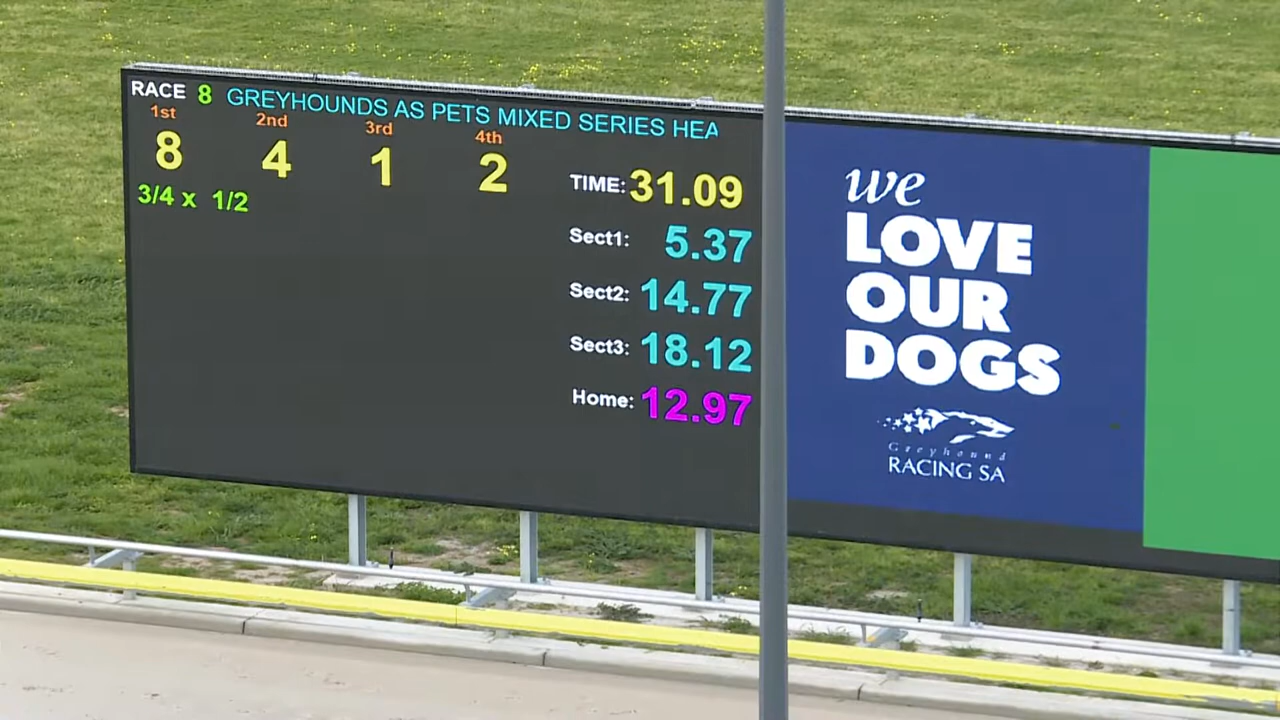 RACE 8 GREYHOUNDS AS PETS MIXED SERIES HEA
1st 2nd 3rd 4th
8 4 1 2
3/4 x 1/2
TIME: 31.09
Sect1: 5.37
Sect2: 14.77
Sect3: 18.12
Home: 12.97
we
LOVE
OUR
DOGS
Greyhound
RACING SA